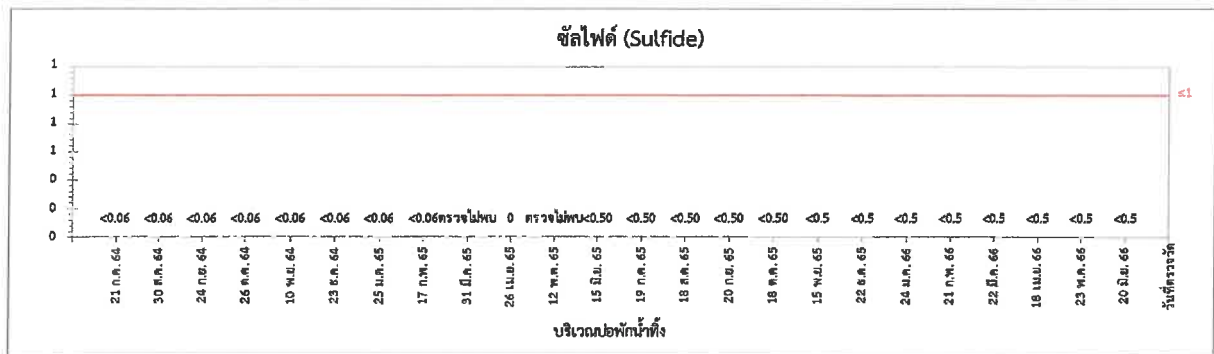 ซัลไฟด์ (Sulfide)
1
1
1
1
0
0
0
≤1
<0.06 <0.06 <0.06 <0.06 <0.06 <0.06 <0.06 <0.06 ตรวจไม่พบ 0 ตรวจไม่พบ <0.50 <0.50 <0.50 <0.50 <0.50 <0.5 <0.5 <0.5 <0.5 <0.5 <0.5 <0.5 <0.5
21 ก.ค. 64
30 ส.ค. 64
24 ก.ย. 64
26 ต.ค. 64
10 พ.ย. 64
23 ธ.ค. 64
25 ม.ค. 65
17 ก.พ. 65
31 มี.ค. 65
26 เม.ย. 65
12 พ.ค. 65
15 มิ.ย. 65
19 ก.ค. 65
18 ส.ค. 65
20 ก.ย. 65
18 ต.ค. 65
15 พ.ย. 65
22 ธ.ค. 65
24 ม.ค. 66
21 ก.พ. 66
22 มี.ค. 66
18 เม.ย. 66
23 พ.ค. 66
20 มิ.ย. 66
วันที่ตรวจวัด
บริเวณบ่อพักน้ำทิ้ง